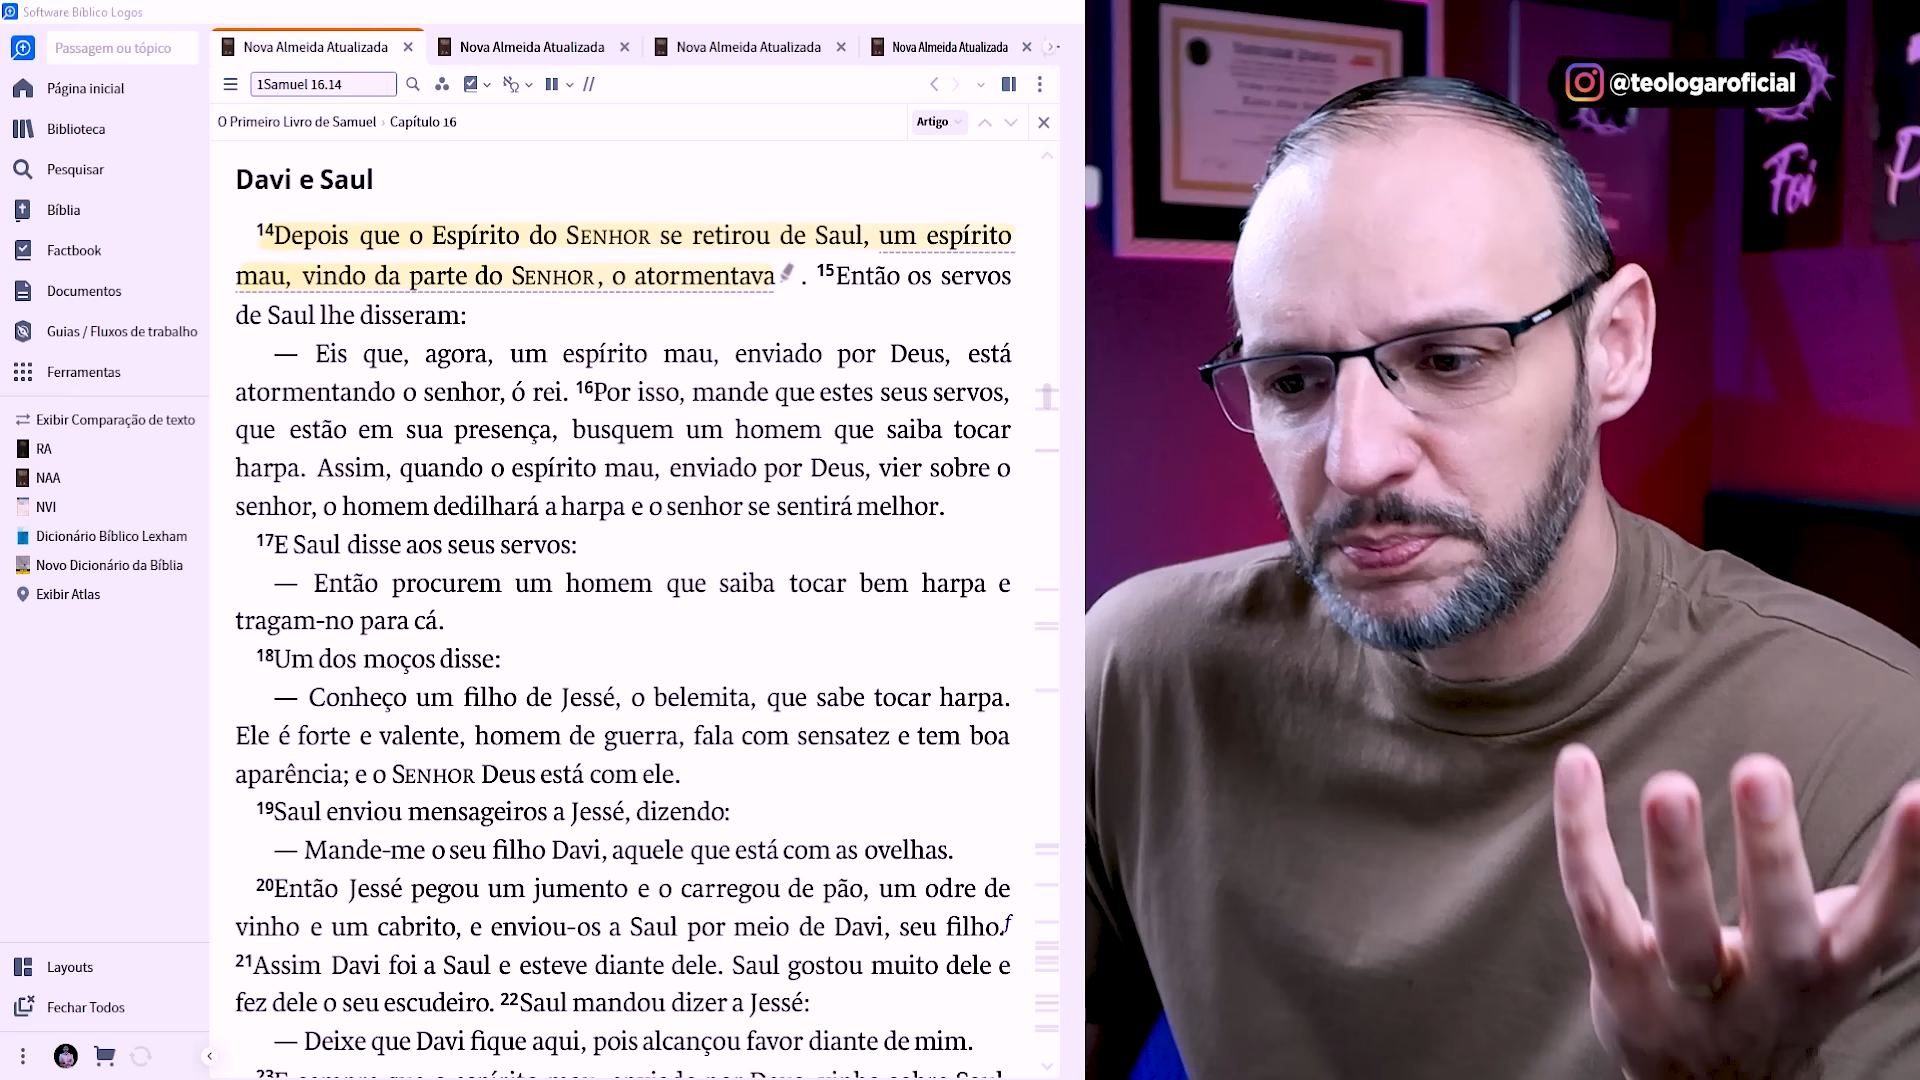 Software Bíblico Logos
Passagem ou tópico
Página inicial
Biblioteca
Pesquisar
Bíblia
Factbook
Documentos
Guias / Fluxos de trabalho
Ferramentas
Exibir Comparação de texto
RA
NAA
NVI
Dicionário Bíblico Lexham
Novo Dicionário da Bíblia
Exibir Atlas
Layouts
Fechar Todos
Nova Almeida Atualizada
Nova Almeida Atualizada
Nova Almeida Atualizada
Nova Almeida Atualizada
1Samuel 16.14
O Primeiro Livro de Samuel › Capítulo 16
Artigo
Davi e Saul
14Depois que o Espírito do SENHOR se retirou de Saul, um espírito
mau, vindo da parte do SENHOR, o atormentava . 15Então os servos
de Saul lhe disseram:
— Eis que, agora, um espírito mau, enviado por Deus, está
atormentando o senhor, ó rei. 16Por isso, mande que estes seus servos,
que estão em sua presença, busquem um homem que saiba tocar
harpa. Assim, quando o espírito mau, enviado por Deus, vier sobre o
senhor, o homem dedilhará a harpa e o senhor se sentirá melhor.
17E Saul disse aos seus servos:
— Então procurem um homem que saiba tocar bem harpa e
tragam-no para cá.
18Um dos moços disse:
— Conheço um filho de Jessé, o belemita, que sabe tocar harpa.
Ele é forte e valente, homem de guerra, fala com sensatez e tem boa
aparência; e o SENHOR Deus está com ele.
19Saul enviou mensageiros a Jessé, dizendo:
— Mande-me o seu filho Davi, aquele que está com as ovelhas.
20Então Jessé pegou um jumento e o carregou de pão, um odre de
vinho e um cabrito, e enviou-os a Saul por meio de Davi, seu filho.f
21Assim Davi foi a Saul e esteve diante dele. Saul gostou muito dele e
fez dele o seu escudeiro. 22Saul mandou dizer a Jessé:
— Deixe que Davi fique aqui, pois alcançou favor diante de mim.
@teologaroficial
Foi